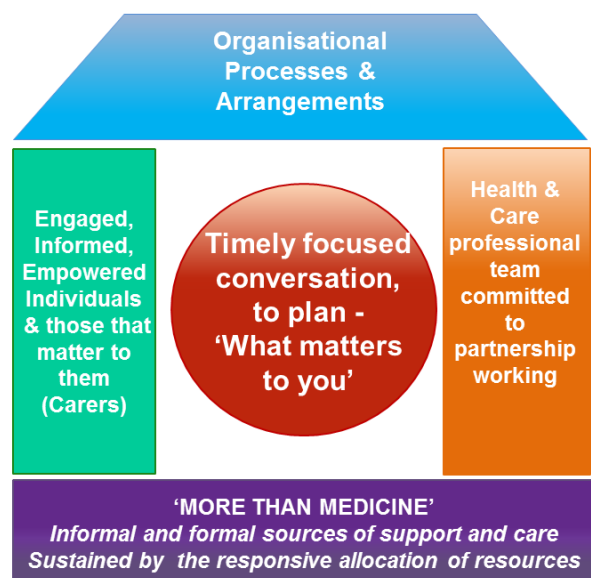 Organisational
Processes &
Arrangements
Engaged,
Informed,
Empowered
Individuals
& those that
matter to
them
(Carers)
Timely focused
conversation,
to plan -
‘What matters
to you’
Health &
Care
professional
team
committed
to
partnership
working
‘MORE THAN MEDICINE’
Informal and formal sources of support and care
Sustained by the responsive allocation of resources